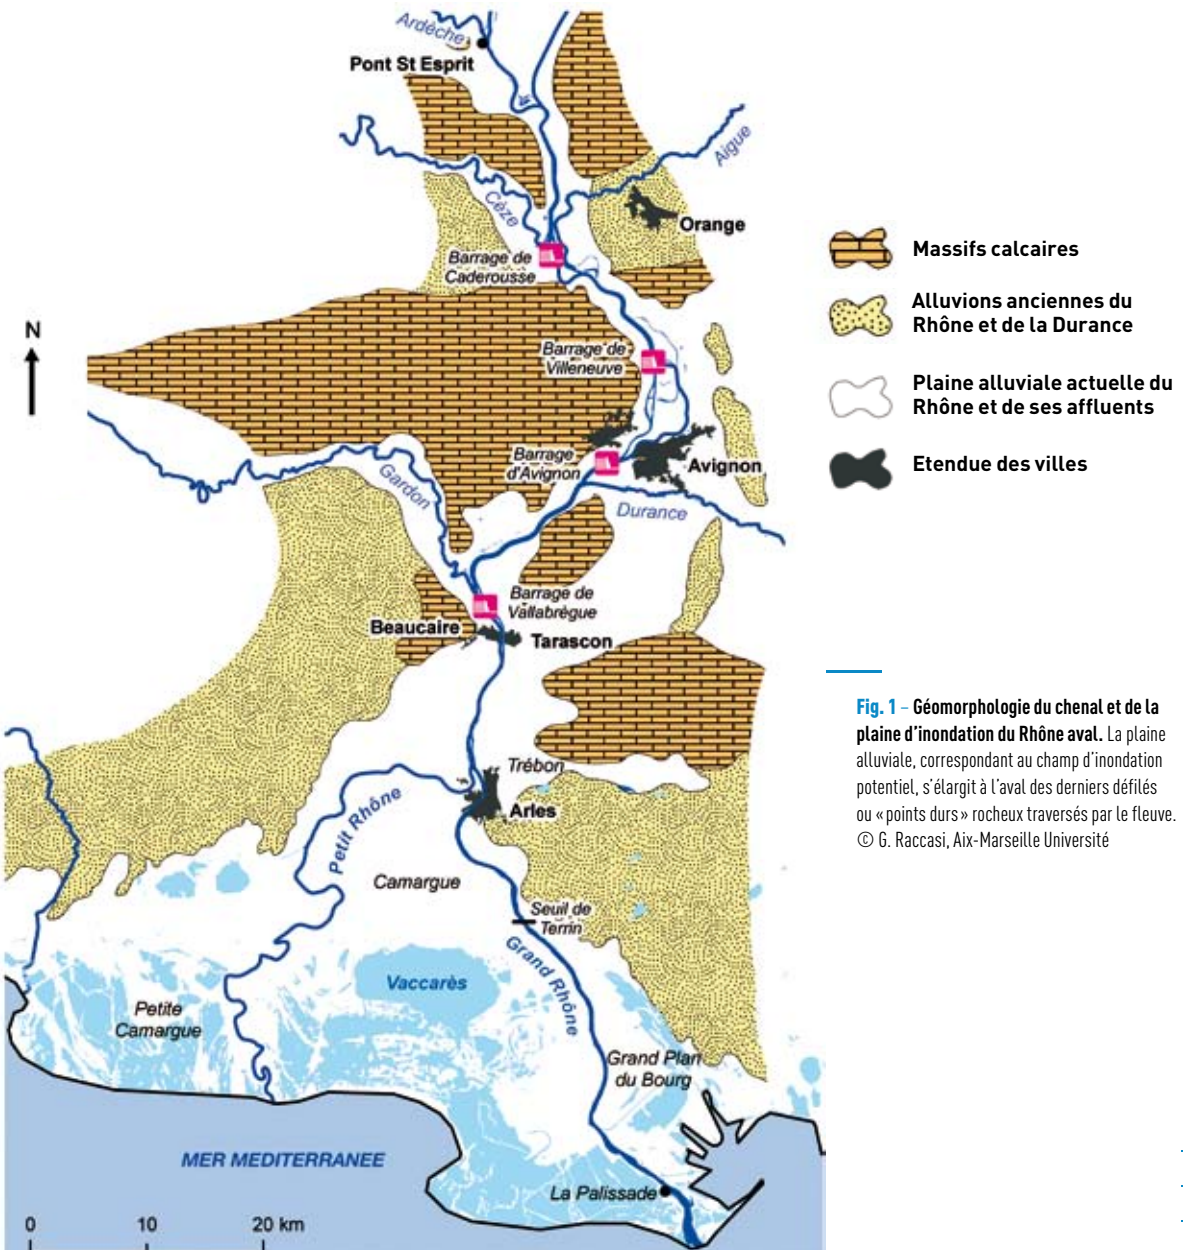 Ardèche
Pont St Esprit
Aigue
Cèze
Orange
Barrage de
Caderousse
N
Barrage de
Villeneuve
Barrage
d'Avignon
Avignon
Gardon
Durance
Barrage de
Vallabrègue
Beaucaire
Tarascon
Trébon
Arles
Petit Rhône
Camargue
Seuil de
Terrin
Grand Rhône
Vaccarès
Petite
Camargue
Grand Plan
du Bourg
MER MEDITERRANEE
La Palissade
0 10 20 km
Massifs calcaires
Alluvions anciennes du
Rhône et de la Durance
Plaine alluviale actuelle du
Rhône et de ses affluents
Etendue des villes
Fig. 1 – Géomorphologie du chenal et de la
plaine d'inondation du Rhône aval. La plaine
alluviale, correspondant au champ d'inondation
potentiel, s'élargit à l'aval des derniers défilés
ou « points durs » rocheux traversés par le fleuve.
© G. Raccasi, Aix-Marseille Université